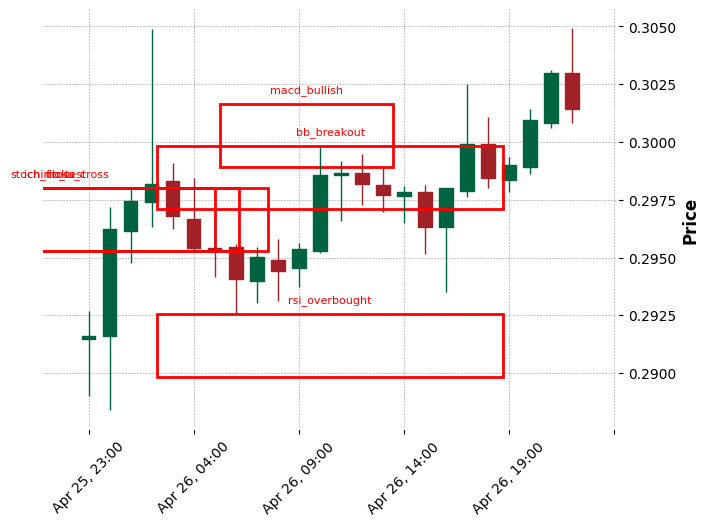 0.3050
macd_bullish
0.3025
bb_breakout
0.3000
0.2975
Price
0.2950
rsi_overbought
0.2925
0.2900
Apr 25, 23:00
Apr 26, 04:00
Apr 26, 09:00
Apr 26, 14:00
Apr 26, 19:00